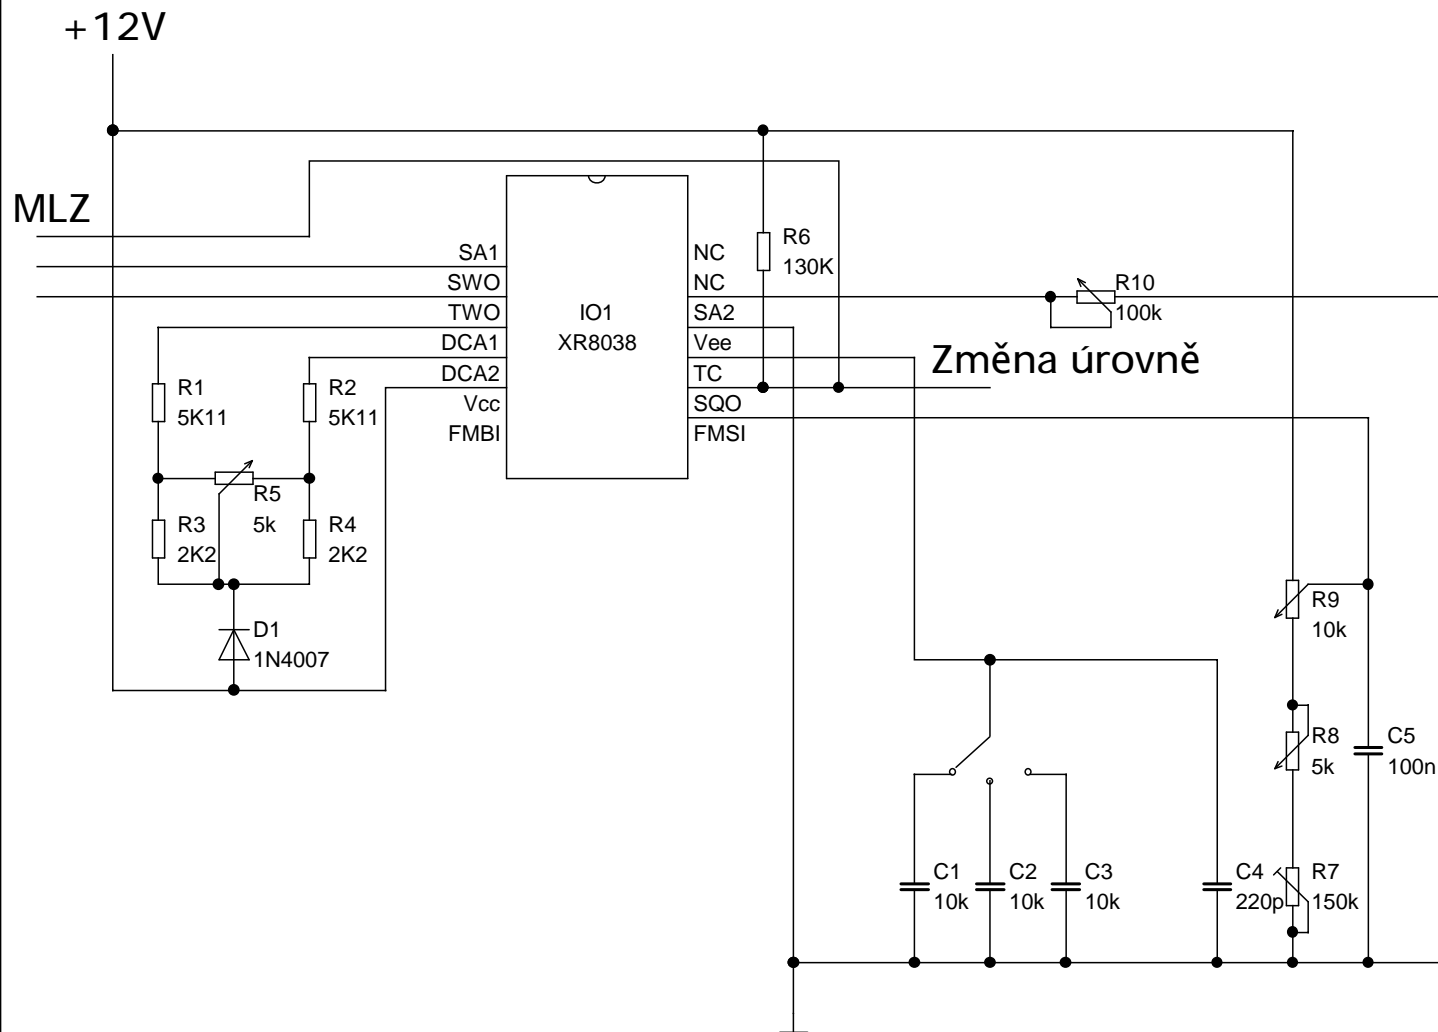 +12V
MLZ
SA1
SWO
TWO
DCA1
DCA2
Vcc
FMBI
IO1
XR8038
NC
NC
SA2
Vee
TC
SQO
FMSI
R6
130K
R10
100k
Změna úrovně
R1
5K11
R2
5K11
R5
5k
R3
2K2
R4
2K2
D1
1N4007
R9
10k
R8
5k
C5
100n
C1
10k
C2
10k
C3
10k
C4
220p
R7
150k